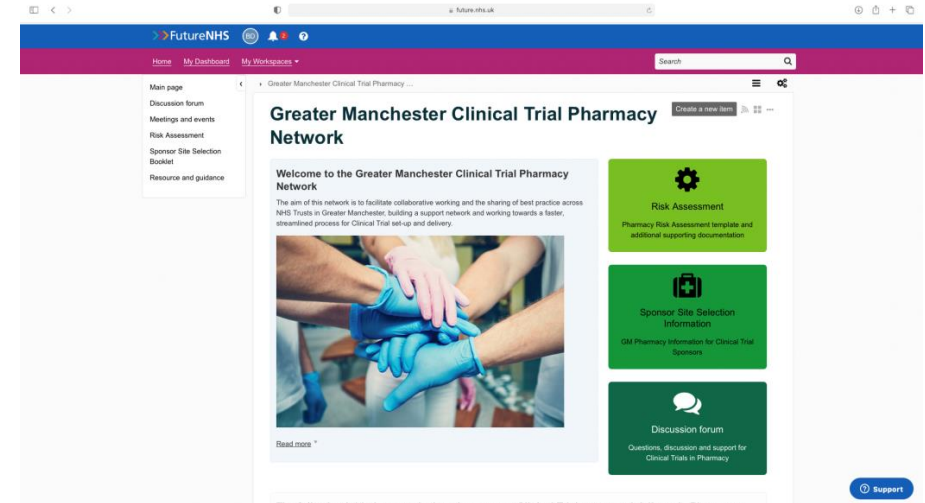 future.nhs.uk
>>FutureNHS BD 2
Home My Dashboard My Workspaces Search
Main page
Discussion forum
Meetings and events
Risk Assessment
Sponsor Site Selection
Booklet
Resource and guidance
Greater Manchester Clinical Trial Pharmacy ...
Greater Manchester Clinical Trial Pharmacy
Network
Create a new item
Welcome to the Greater Manchester Clinical Trial Pharmacy
Network
The aim of this network is to facilitate collaborative working and the sharing of best practice across
NHS Trusts in Greater Manchester, building a support network and working towards a faster,
streamlined process for Clinical Trial set-up and delivery.
Read more
Risk Assessment
Pharmacy Risk Assessment template and
additional supporting documentation
Sponsor Site Selection
Information
GM Pharmacy Information for Clinical Trial
Sponsors
Discussion forum
Questions, discussion and support for
Clinical Trials in Pharmacy
Support